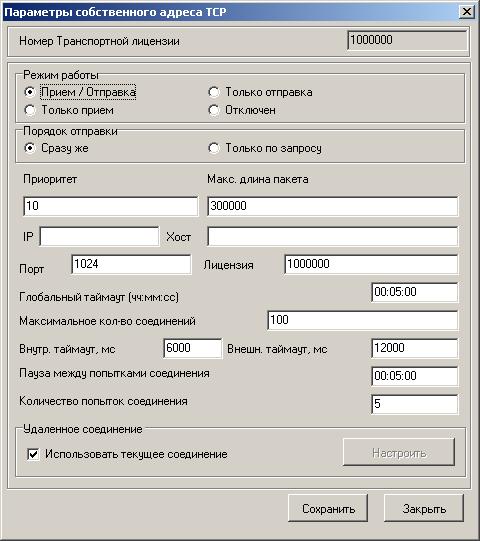 Параметры собственного адреса TCP
Номер Транспортной лицензии 1000000
Режим работы
Прием / Отправка Только отправка
Только прием Отключен
Порядок отправки
Сразу же Только по запросу
Приоритет Макс. длина пакета
10 300000
IP Хост
Порт 1024 Лицензия 1000000
Глобальный таймаут (чч:мм:сс) 00:05:00
Максимальное кол-во соединений 100
Внутр. таймаут, мс 6000 Внешн. таймаут, мс 12000
Пауза между попытками соединения 00:05:00
Количество попыток соединения 5
Удаленное соединение
Использовать текущее соединение Настроить
Сохранить Закрыть